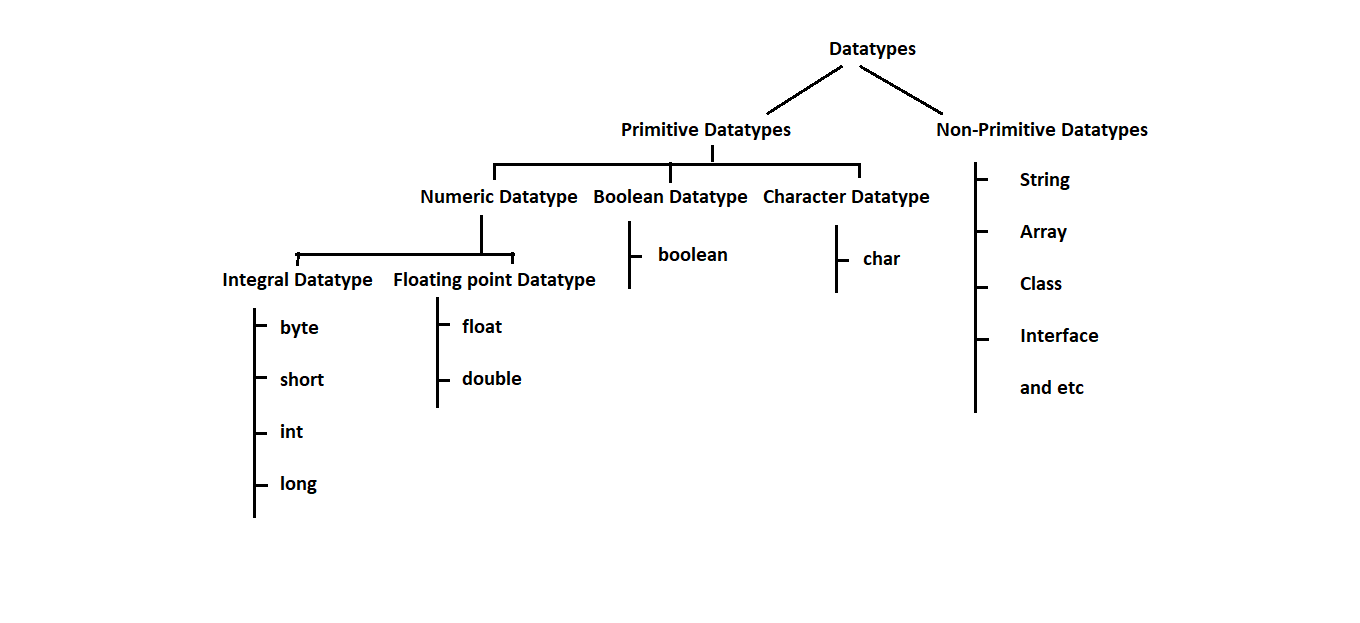 Datatypes
Primitive Datatypes
Non-Primitive Datatypes
Numeric Datatype
Boolean Datatype
Character Datatype
Integral Datatype
Floating point Datatype
byte
short
int
long
float
double
boolean
char
String
Array
Class
Interface
and etc